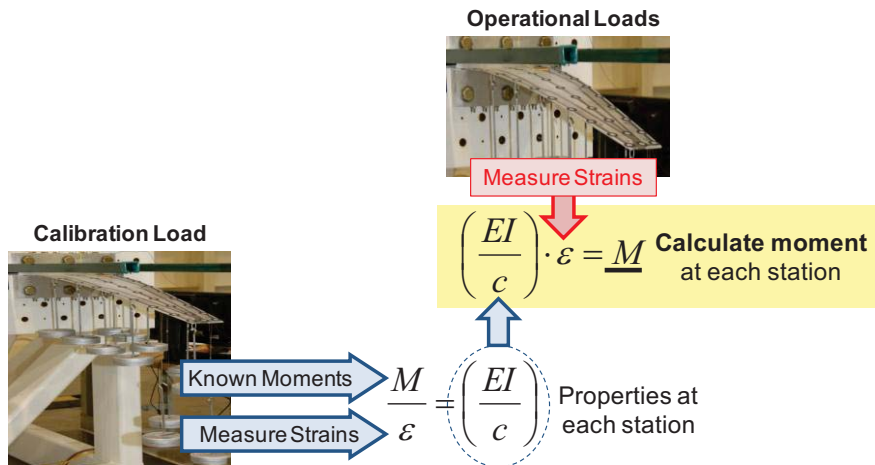 Operational Loads
Measure Strains
(EI/c) · ε = M
Calculate moment
at each station
Calibration Load
Known Moments
Measure Strains
M/ε = (EI/c)
Properties at
each station